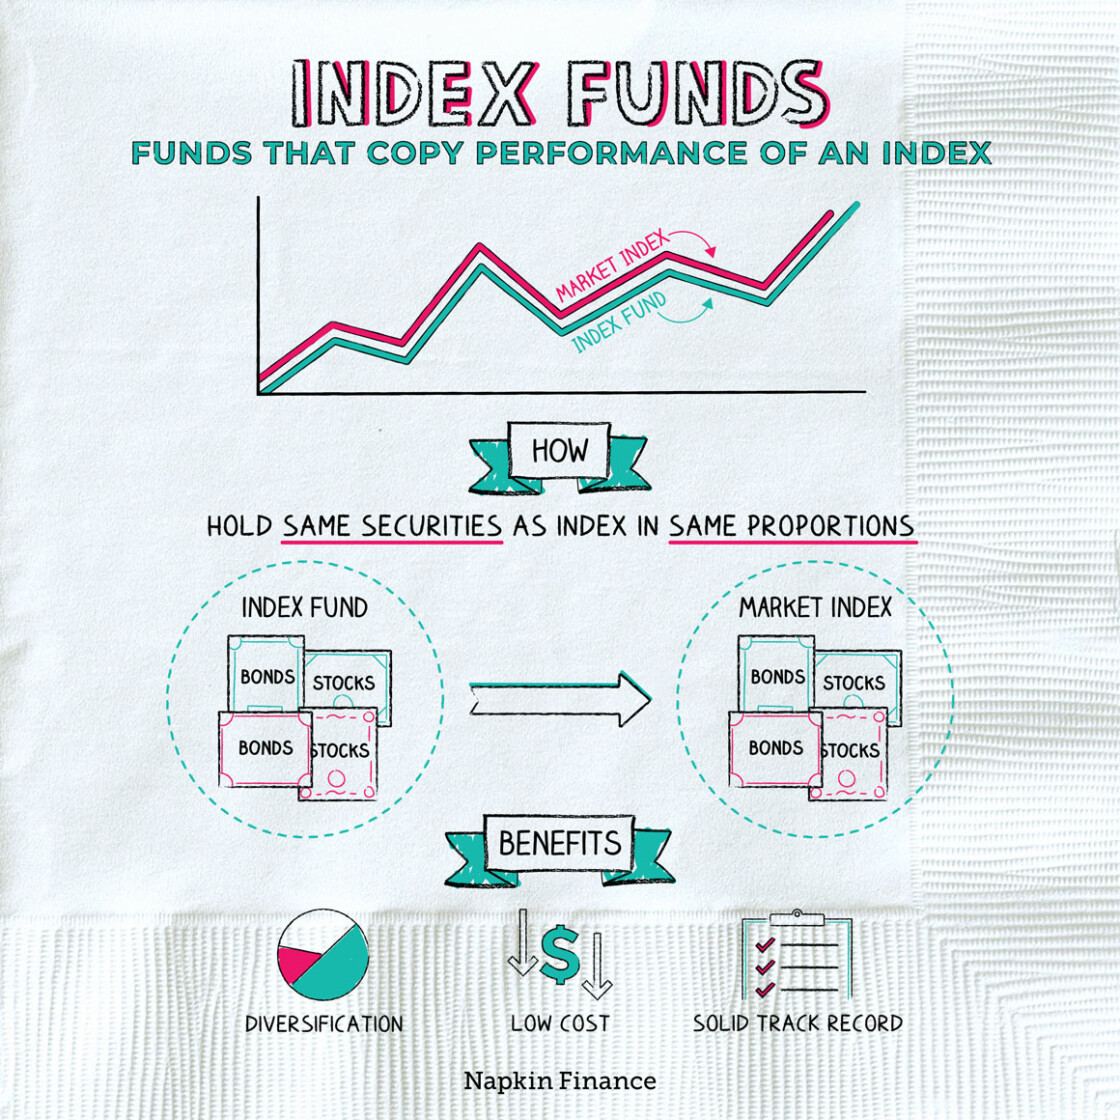 INDEX FUNDS
FUNDS THAT COPY PERFORMANCE OF AN INDEX
MARKET INDEX
INDEX FUND
HOW
HOLD SAME SECURITIES AS INDEX IN SAME PROPORTIONS
INDEX FUND
BONDS
STOCKS
BONDS
STOCKS
MARKET INDEX
BONDS
STOCKS
BONDS
STOCKS
BENEFITS
$
DIVERSIFICATION
LOW COST
SOLID TRACK RECORD
Napkin Finance